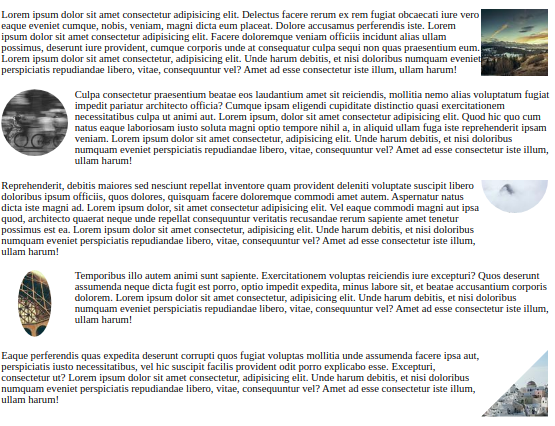 Lorem ipsum dolor sit amet consectetur adipisicing elit. Delectus facere rerum ex rem fugiat obcaecati iure vero
eaque eveniet cumque, nobis, veniam, magni dicta eum placeat. Dolore accusamus perferendis iste. Lorem
ipsum dolor sit amet consectetur adipisicing elit. Facere doloremque veniam officiis incidunt alias ullam
possimus, deserunt iure provident, cumque corporis unde at consequatur culpa sequi non quas praesentium eum.
Lorem ipsum dolor sit amet consectetur, adipisicing elit. Unde harum debitis, et nisi doloribus numquam eveniet
perspiciatis repudiandae libero, vitae, consequuntur vel? Amet ad esse consectetur iste illum, ullam harum!
Culpa consectetur praesentium beatae eos laudantium amet sit reiciendis, mollitia nemo alias voluptatum fugiat
impedit pariatur architecto officia? Cumque ipsam eligendi cupiditate distinctio quasi exercitationem
necessitatibus culpa ut animi aut. Lorem ipsum, dolor sit amet consectetur adipisicing elit. Quod hic quo cum
natus eaque laboriosam iusto soluta magni optio tempore nihil a, in aliquid ullam fuga iste reprehenderit ipsam
veniam. Lorem ipsum dolor sit amet consectetur, adipisicing elit. Unde harum debitis, et nisi doloribus
numquam eveniet perspiciatis repudiandae libero, vitae, consequuntur vel? Amet ad esse consectetur iste illum,
ullam harum!
Reprehenderit, debitis maiores sed nesciunt repellat inventore quam provident deleniti voluptate suscipit libero
doloribus ipsum officiis, quos dolores, quisquam facere doloremque commodi amet autem. Aspernatur natus
dicta iste magni ad. Lorem ipsum dolor, sit amet consectetur adipisicing elit. Vel eaque commodi magni aut ipsa
quod, architecto quaerat neque unde repellat consequuntur veritatis recusandae rerum sapiente amet tenetur
possimus est ea. Lorem ipsum dolor sit amet consectetur, adipisicing elit. Unde harum debitis, et nisi doloribus
numquam eveniet perspiciatis repudiandae libero, vitae, consequuntur vel? Amet ad esse consectetur iste illum,
ullam harum!
Temporibus illo autem animi sunt sapiente. Exercitationem voluptas reiciendis iure excepturi? Quos deserunt
assumenda neque dicta fugit est porro, optio impedit expedita, minus labore sit, et beatae accusantium corporis
dolorem. Lorem ipsum dolor sit amet consectetur, adipisicing elit. Unde harum debitis, et nisi doloribus
numquam eveniet perspiciatis repudiandae libero, vitae, consequuntur vel? Amet ad esse consectetur iste illum,
ullam harum!
Eaque perferendis quas expedita deserunt corrupti quos fugiat voluptas mollitia unde assumenda facere ipsa aut,
perspiciatis iusto necessitatibus, vel hic suscipit facilis provident odit porro explicabo esse. Excepturi,
consectetur ut? Lorem ipsum dolor sit amet consectetur, adipisicing elit. Unde harum debitis, et nisi doloribus
numquam eveniet perspiciatis repudiandae libero, vitae, consequuntur vel? Amet ad esse consectetur iste illum,
ullam harum!